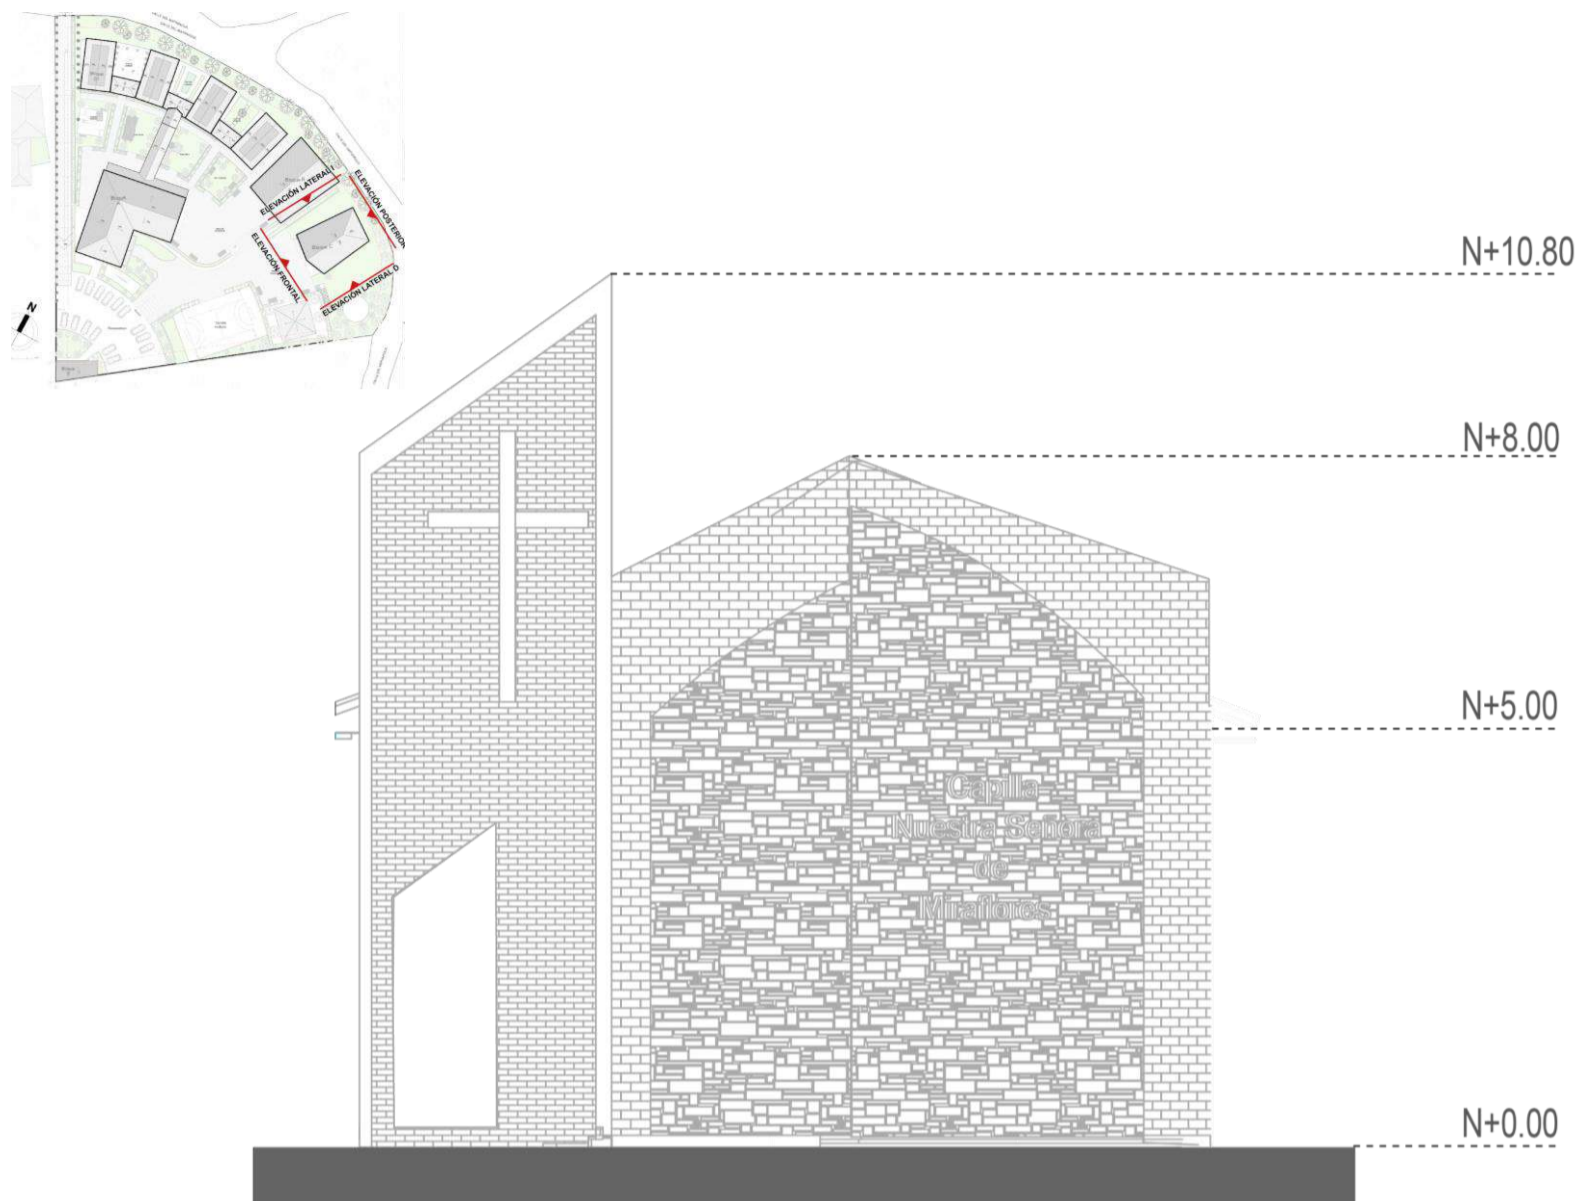 ELEVACIÓN LATERAL I
ELEVACIÓN POSTERIOR
ELEVACIÓN FRONTAL
ELEVACIÓN LATERAL D
N
N+10.80
N+8.00
N+5.00
Capilla
Nuestra Señora
de
Miraflores
N+0.00